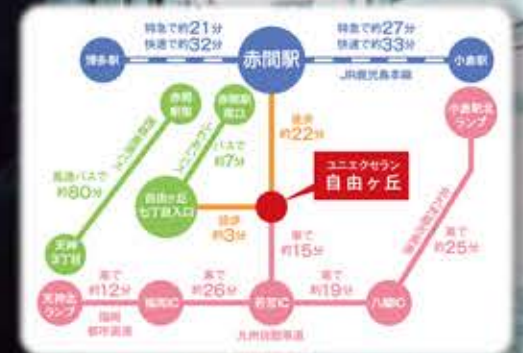 特急で約21分
快速で約32分
特急で約27分
快速で約33分
博多駅
赤間駅
小倉駅
JR鹿児島本線
赤間駅前
赤間駅南口
徒歩
約22分
小倉駅北
ランプ
バスで
約7分
高速バスで
約80分
ユニエクセラン
自由ヶ丘
自由ヶ丘
七丁目入口
徒歩
約3分
車で
約15分
車で
約25分
天神
3丁目
車で
約12分
車で
約26分
車で
約19分
天神北
ランプ
福岡IC
若宮IC
八幡IC
福岡
都市高速
九州自動車道